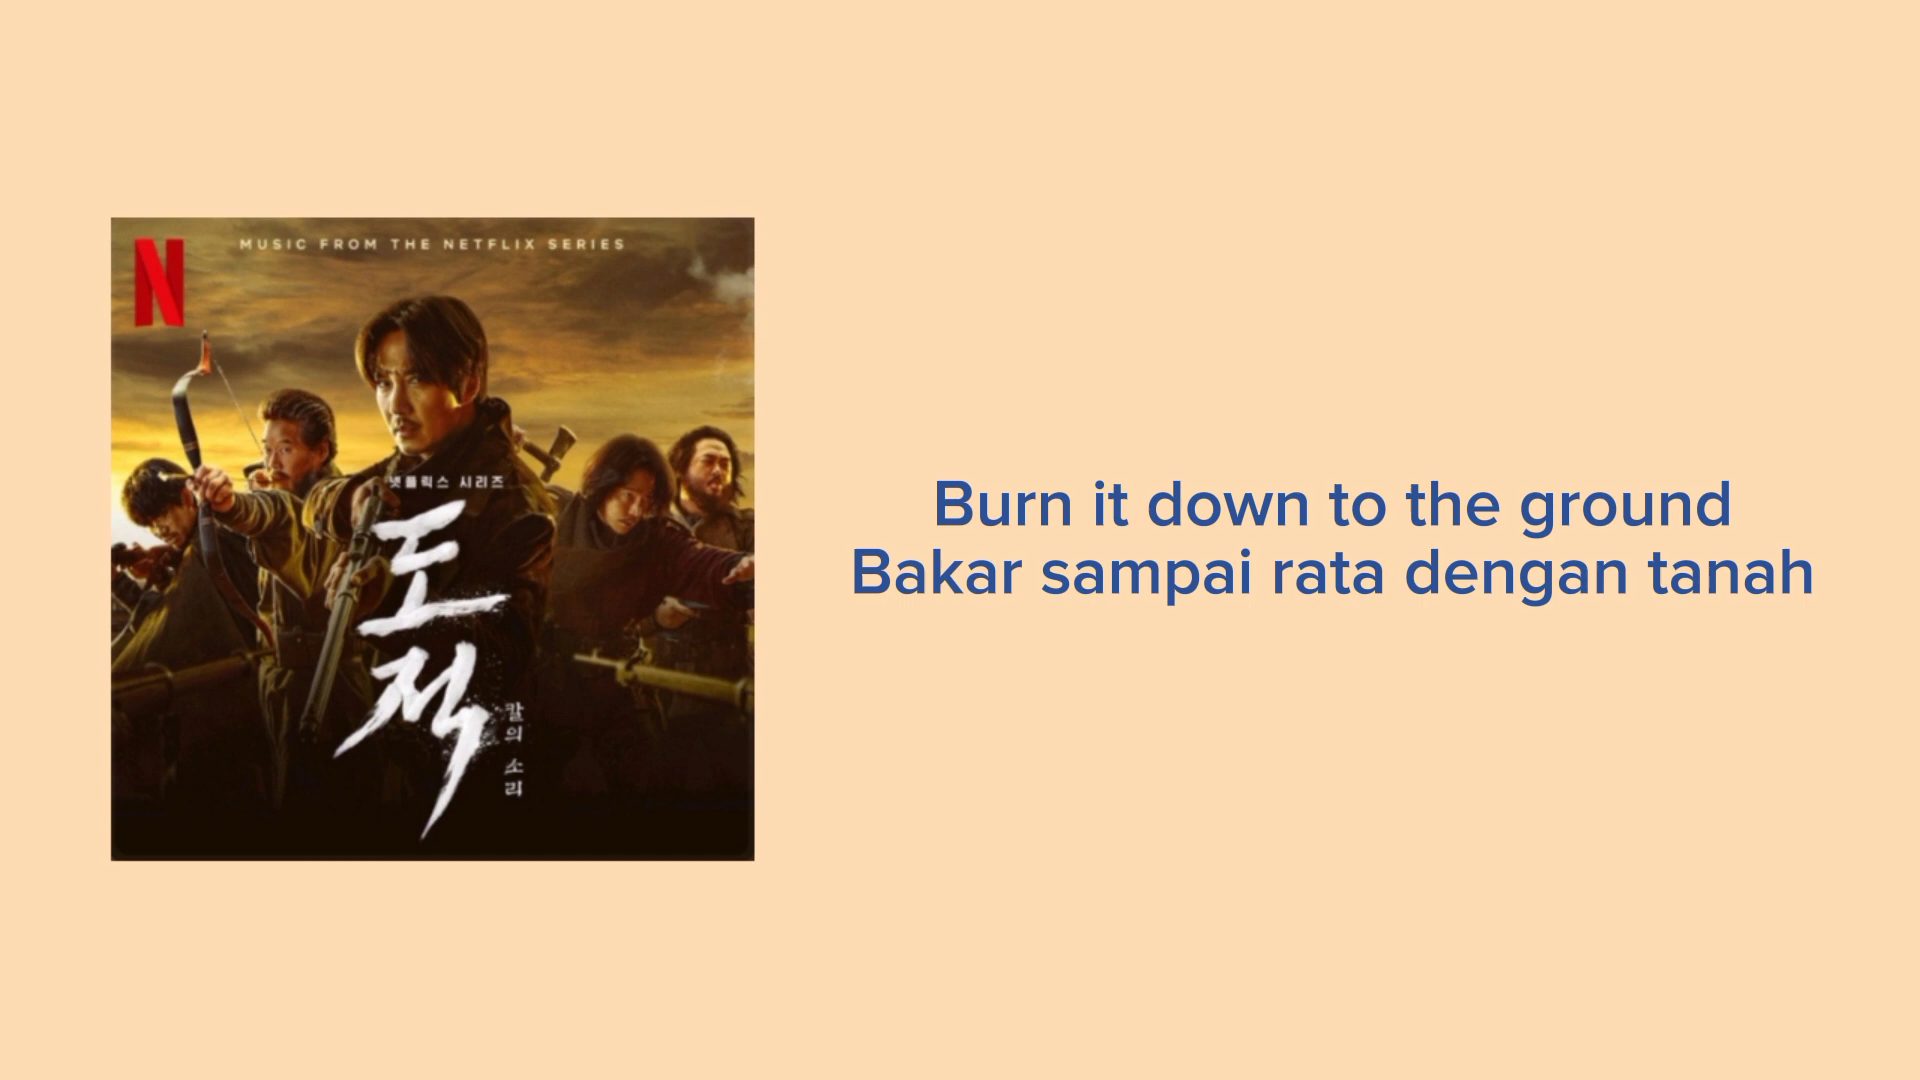 MUSIC FROM THE NETFLIX SERIES
N
넷플릭스 시리즈
도적
칼의 소리
Burn it down to the ground
Bakar sampai rata dengan tanah